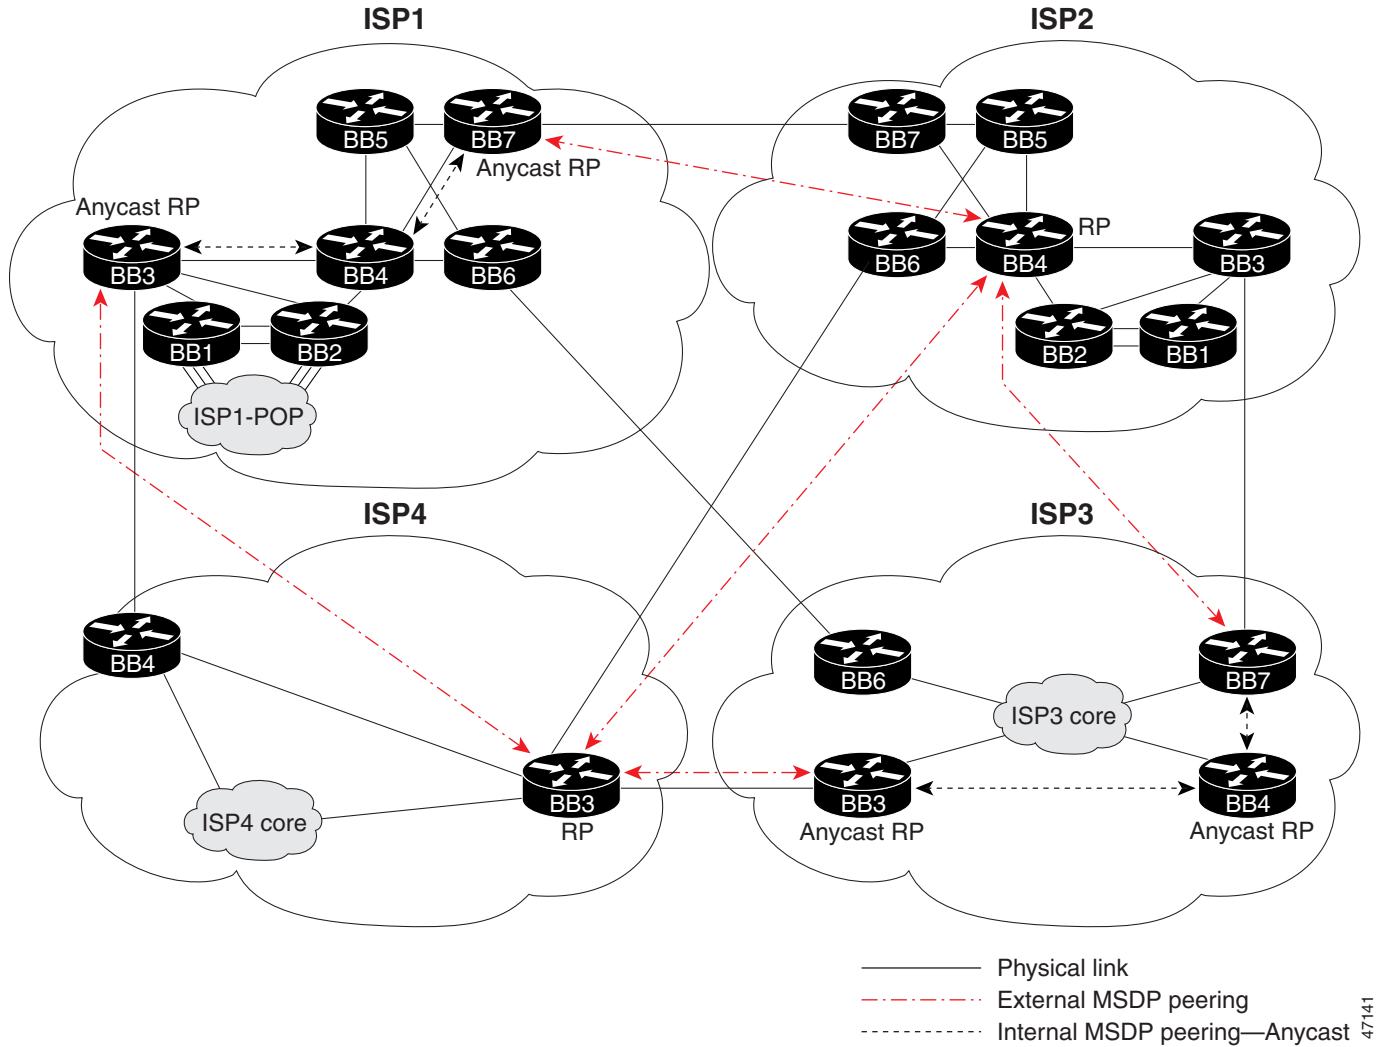 ISP1
BB5
BB7
Anycast RP
Anycast RP
BB3
BB4
BB6
BB1
BB2
ISP1-POP
ISP2
BB7
BB5
RP
BB6
BB4
BB3
BB2
BB1
ISP4
BB4
ISP4 core
BB3
RP
ISP3
BB6
BB7
ISP3 core
BB3
Anycast RP
BB4
Anycast RP
Physical link
External MSDP peering
Internal MSDP peering—Anycast
47141